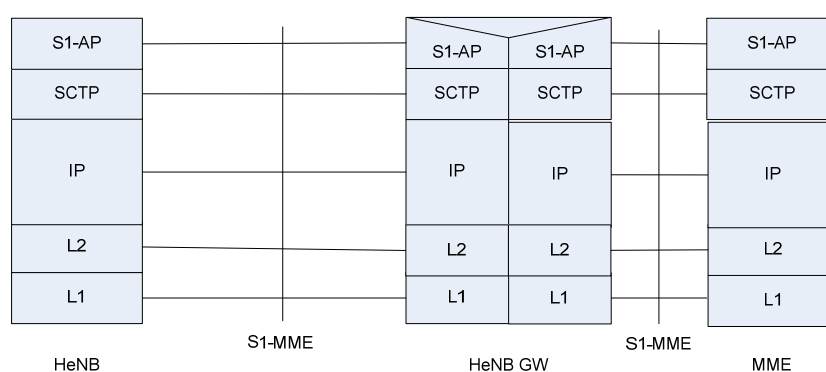 S1-AP S1-AP S1-AP S1-AP
SCTP SCTP SCTP SCTP
IP IP IP IP
L2 L2 L2 L2
L1 L1 L1 L1
S1-MME S1-MME
HeNB HeNB GW MME